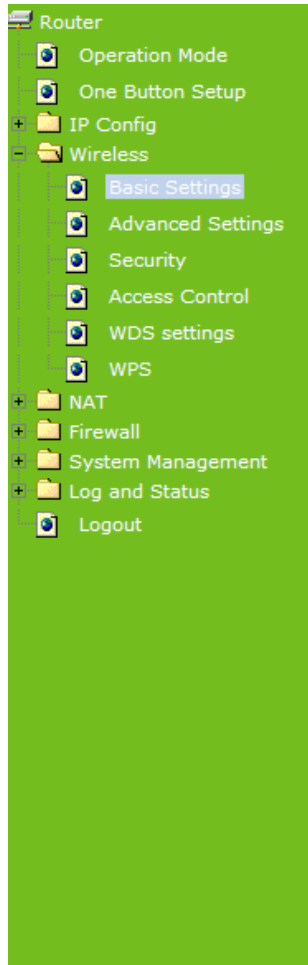 Router
Operation Mode
One Button Setup
IP Config
Wireless
Basic Settings
Advanced Settings
Security
Access Control
WDS settings
WPS
NAT
Firewall
System Management
Log and Status
Logout